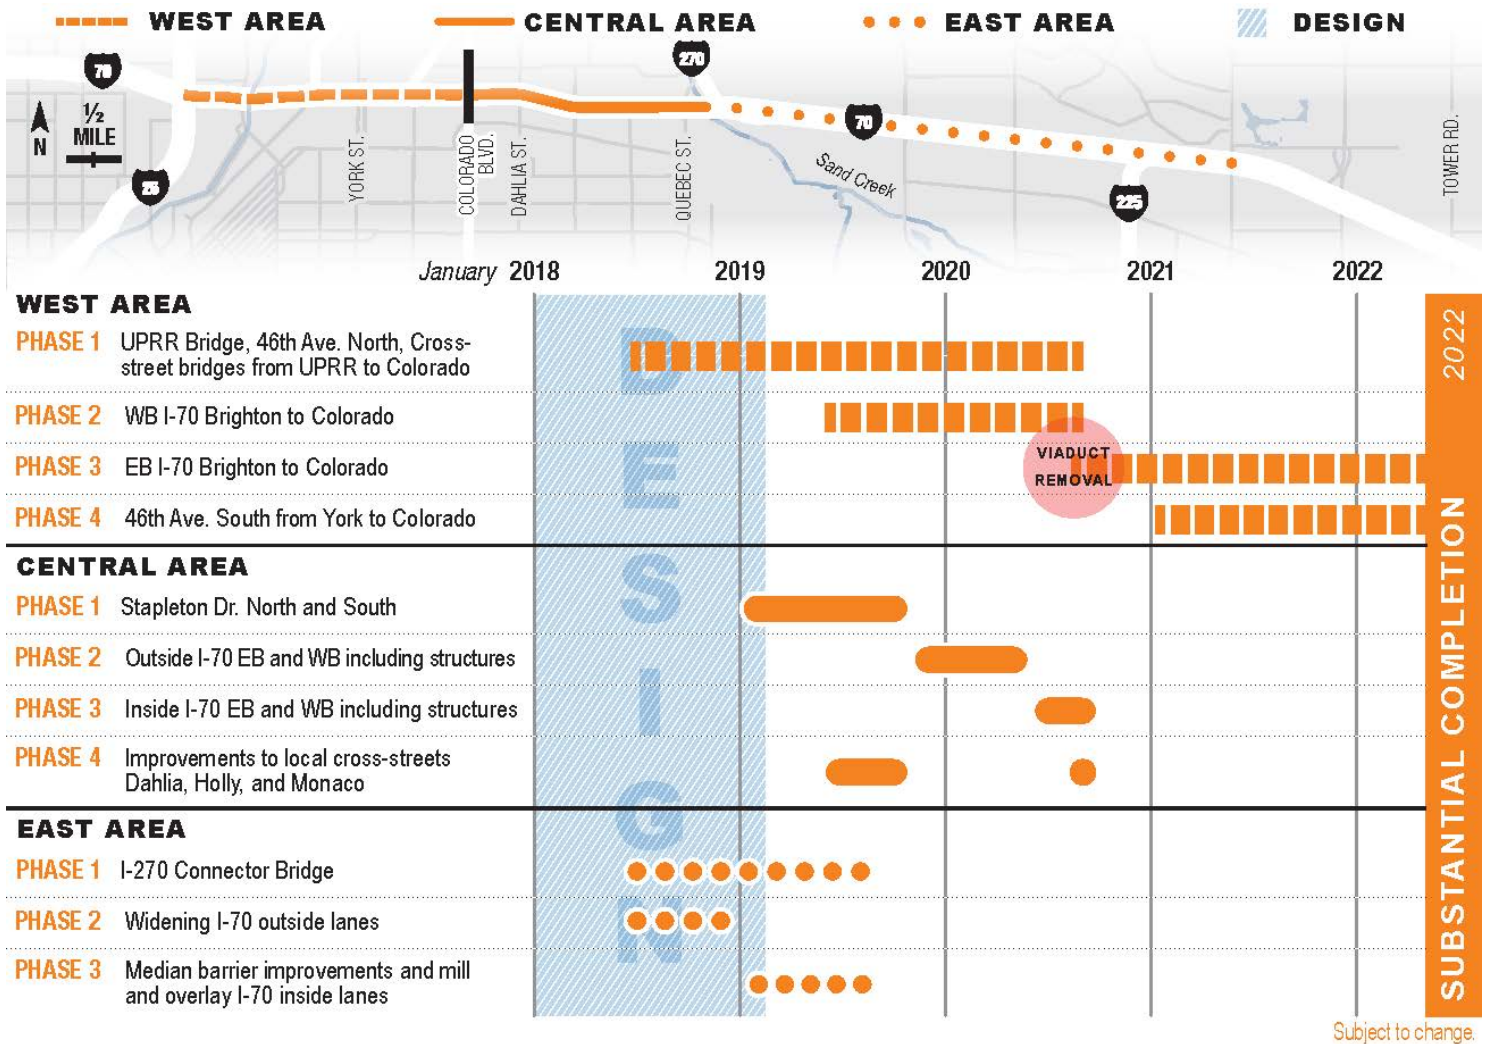 WEST AREA
CENTRAL AREA
EAST AREA
DESIGN
70
270
70
25
225
N
½
MILE
YORK ST.
COLORADO
BLVD.
DAHLIA ST.
QUEBEC ST.
Sand Creek
TOWER RD.
January 2018
2019
2020
2021
2022
WEST AREA
PHASE 1 UPRR Bridge, 46th Ave. North, Cross-
street bridges from UPRR to Colorado
PHASE 2 WB I-70 Brighton to Colorado
PHASE 3 EB I-70 Brighton to Colorado
PHASE 4 46th Ave. South from York to Colorado
VIADUCT
REMOVAL
CENTRAL AREA
PHASE 1 Stapleton Dr. North and South
PHASE 2 Outside I-70 EB and WB including structures
PHASE 3 Inside I-70 EB and WB including structures
PHASE 4 Improvements to local cross-streets
Dahlia, Holly, and Monaco
EAST AREA
PHASE 1 I-270 Connector Bridge
PHASE 2 Widening I-70 outside lanes
PHASE 3 Median barrier improvements and mill
and overlay I-70 inside lanes
DESIGN
SUBSTANTIAL COMPLETION 2022
Subject to change.